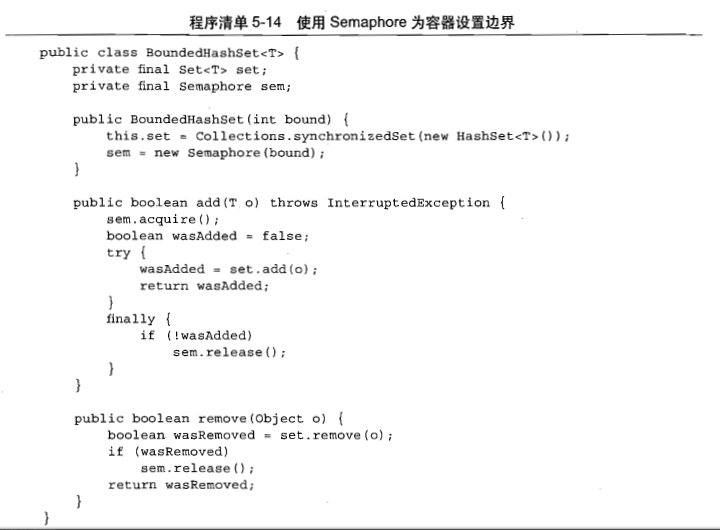 程序清单 5-14 使用 Semaphore 为容器设置边界
public class BoundedHashSet<T> {
    private final Set<T> set;
    private final Semaphore sem;

    public BoundedHashSet(int bound) {
        this.set = Collections.synchronizedSet(new HashSet<T>());
        sem = new Semaphore(bound);
    }

    public boolean add(T o) throws InterruptedException {
        sem.acquire();
        boolean wasAdded = false;
        try {
            wasAdded = set.add(o);
            return wasAdded;
        }
        finally {
            if (!wasAdded)
                sem.release();
        }
    }

    public boolean remove(Object o) {
        boolean wasRemoved = set.remove(o);
        if (wasRemoved)
            sem.release();
        return wasRemoved;
    }
}